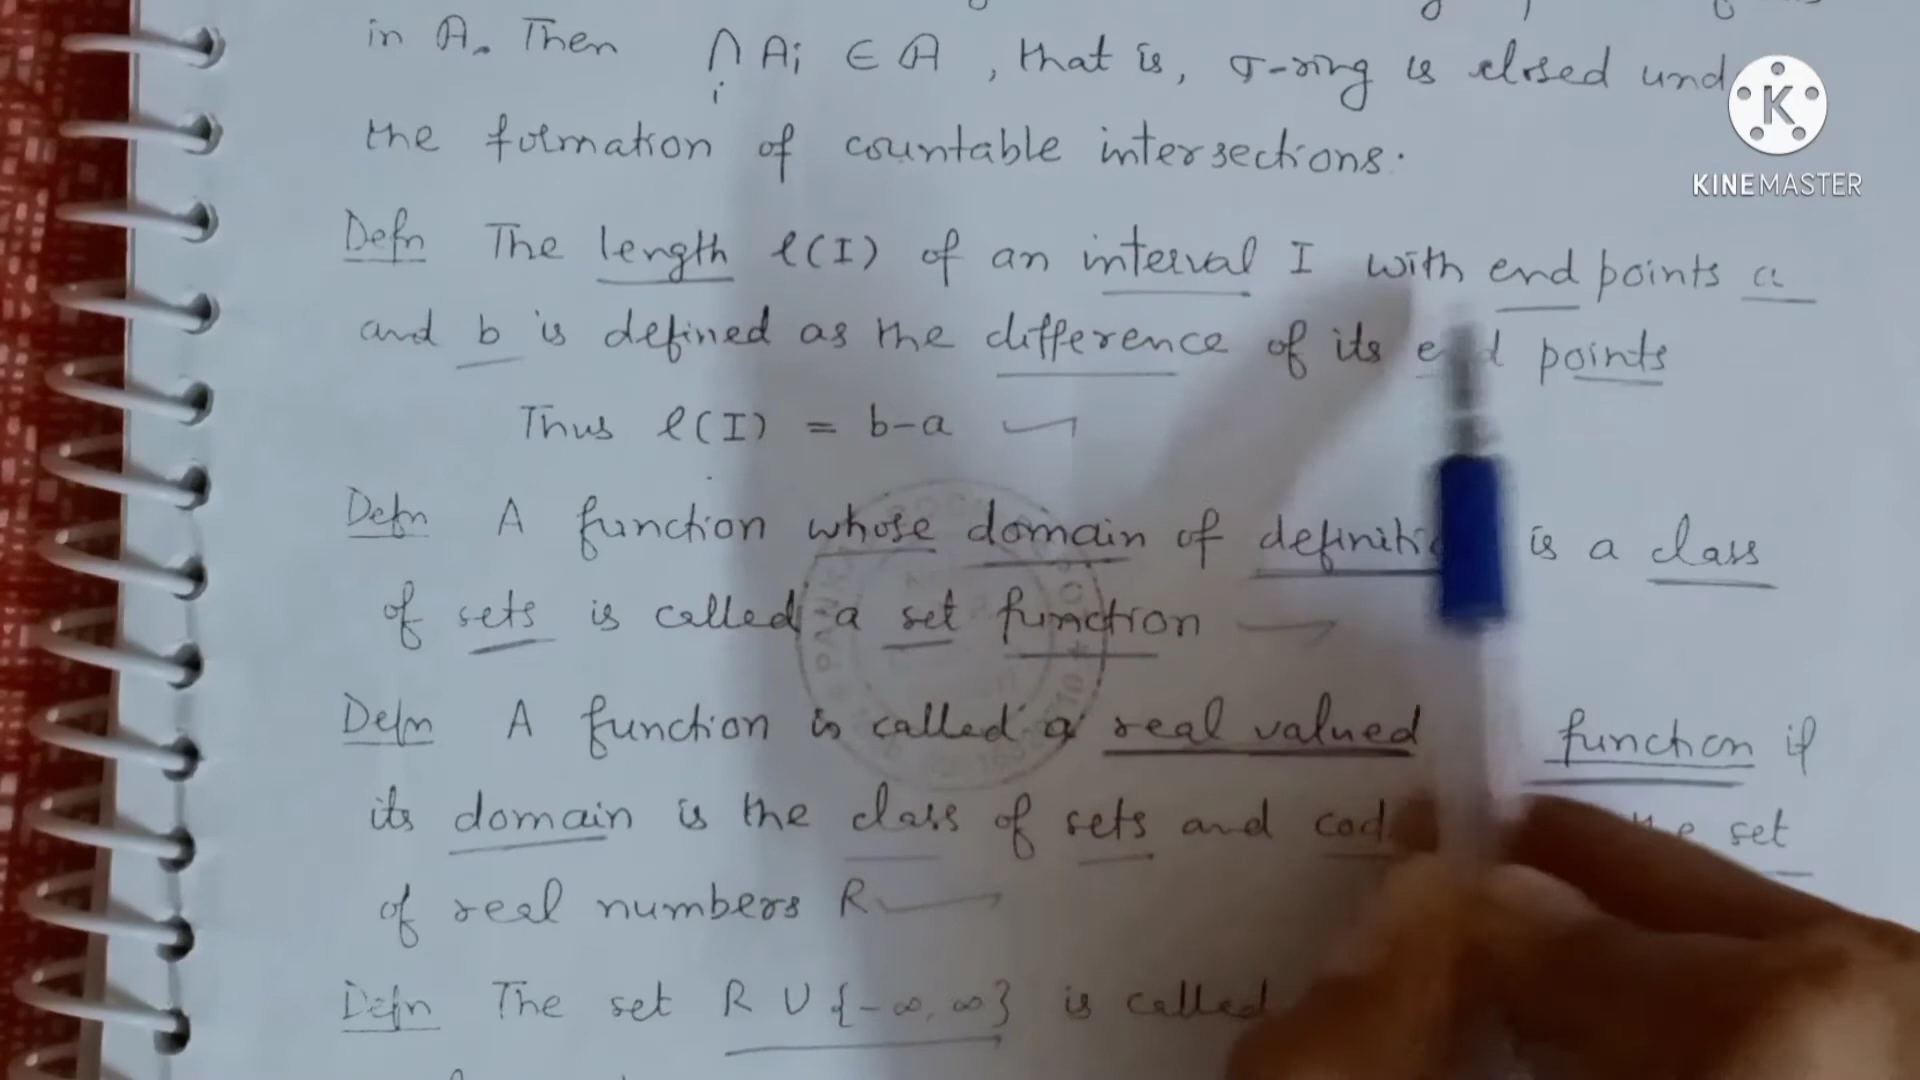 in A. Then ∩ Ai ∈ A, that is, σ-ring is closed und
i
the formation of countable intersections.
Defn The length l(I) of an interval I with end points a
and b is defined as the difference of its end points
Thus l(I) = b-a
Defn A function whose domain of definiti is a class
of sets is called a set function
Defn A function is called a real valued function if
its domain is the class of sets and cod set
of real numbers R
Defn The set R ∪ {-∞, ∞} is called
KINEMASTER